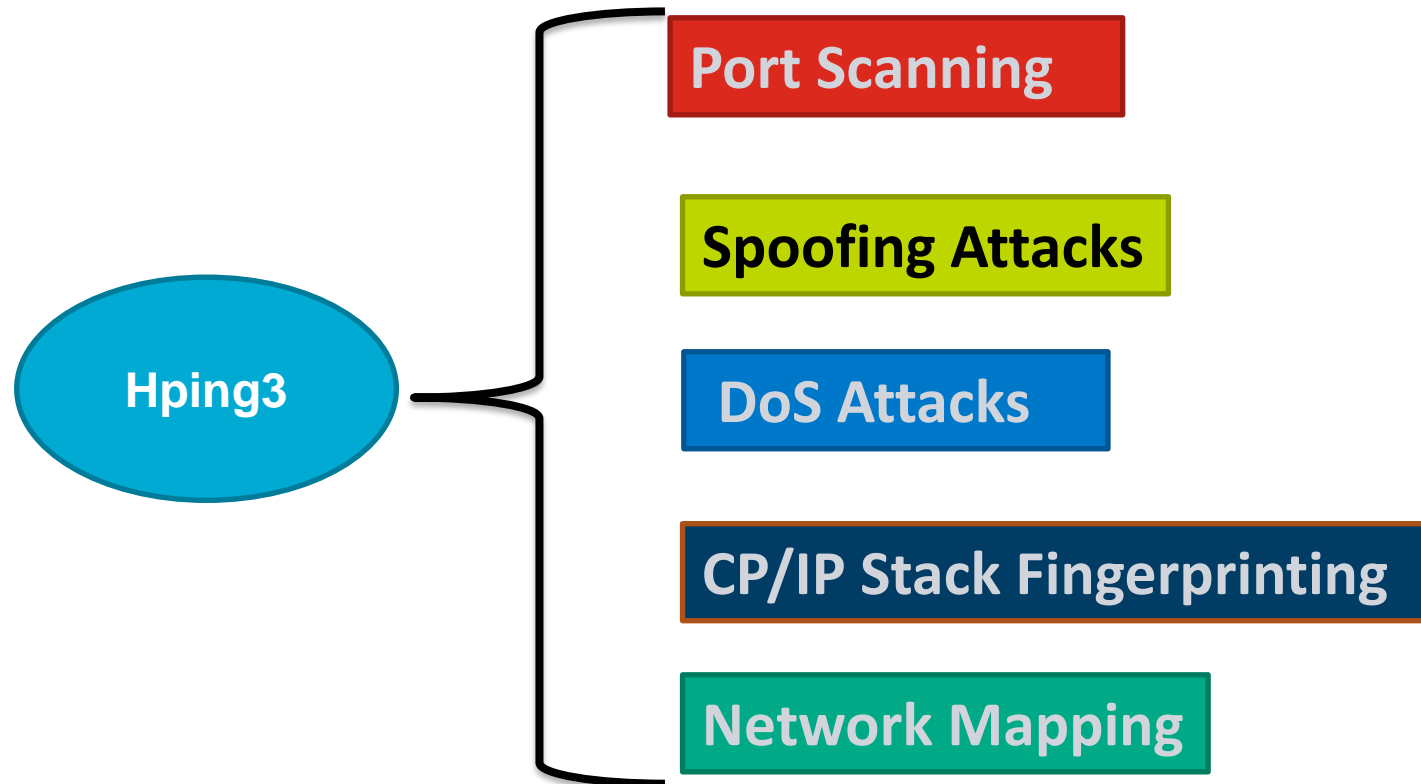 Port Scanning
Spoofing Attacks
Hping3
DoS Attacks
CP/IP Stack Fingerprinting
Network Mapping